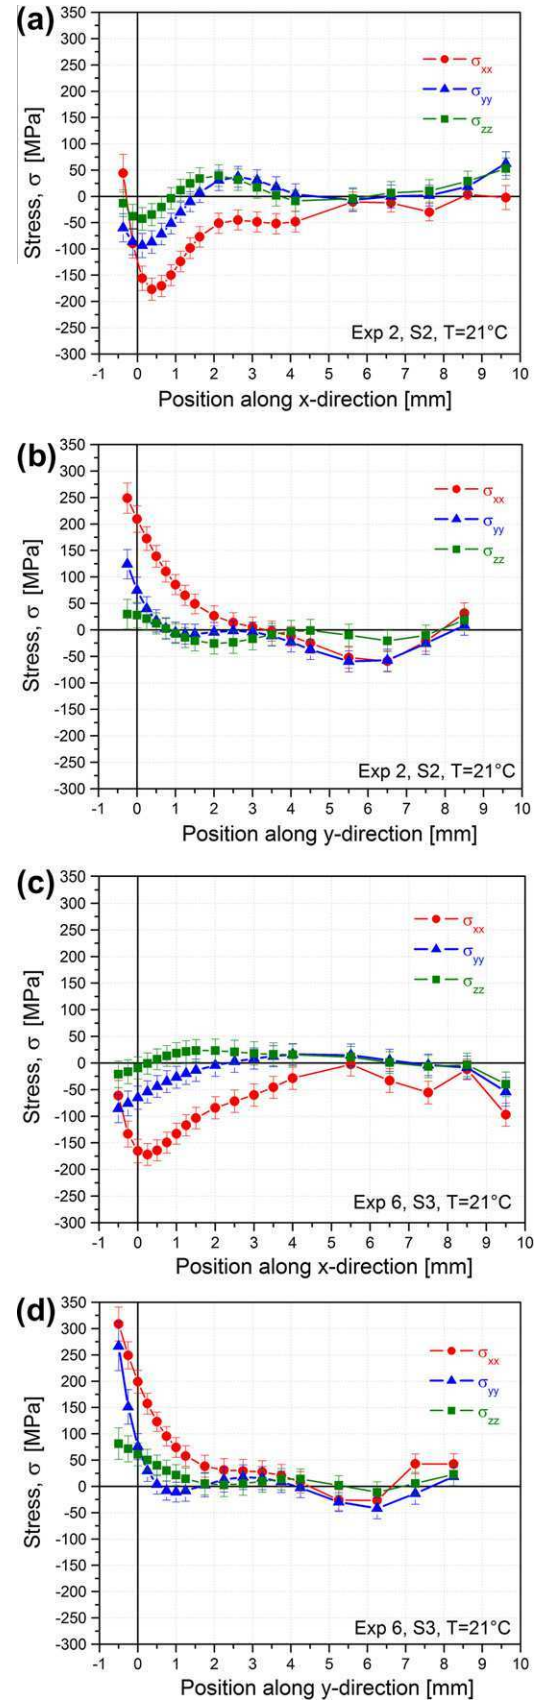 (a)
350
300
250
200
150
100
50
0
-50
-100
-150
-200
-250
-300
Stress, σ [MPa]
σxx
σyy
σzz
Exp 2, S2, T=21°C
-1 0 1 2 3 4 5 6 7 8 9 10
Position along x-direction [mm]
(b)
350
300
250
200
150
100
50
0
-50
-100
-150
-200
-250
-300
Stress, σ [MPa]
σxx
σyy
σzz
Exp 2, S2, T=21°C
-1 0 1 2 3 4 5 6 7 8 9 10
Position along y-direction [mm]
(c)
350
300
250
200
150
100
50
0
-50
-100
-150
-200
-250
-300
Stress, σ [MPa]
σxx
σyy
σzz
Exp 6, S3, T=21°C
-1 0 1 2 3 4 5 6 7 8 9 10
Position along x-direction [mm]
(d)
350
300
250
200
150
100
50
0
-50
-100
-150
-200
-250
-300
Stress, σ [MPa]
σxx
σyy
σzz
Exp 6, S3, T=21°C
-1 0 1 2 3 4 5 6 7 8 9 10
Position along y-direction [mm]